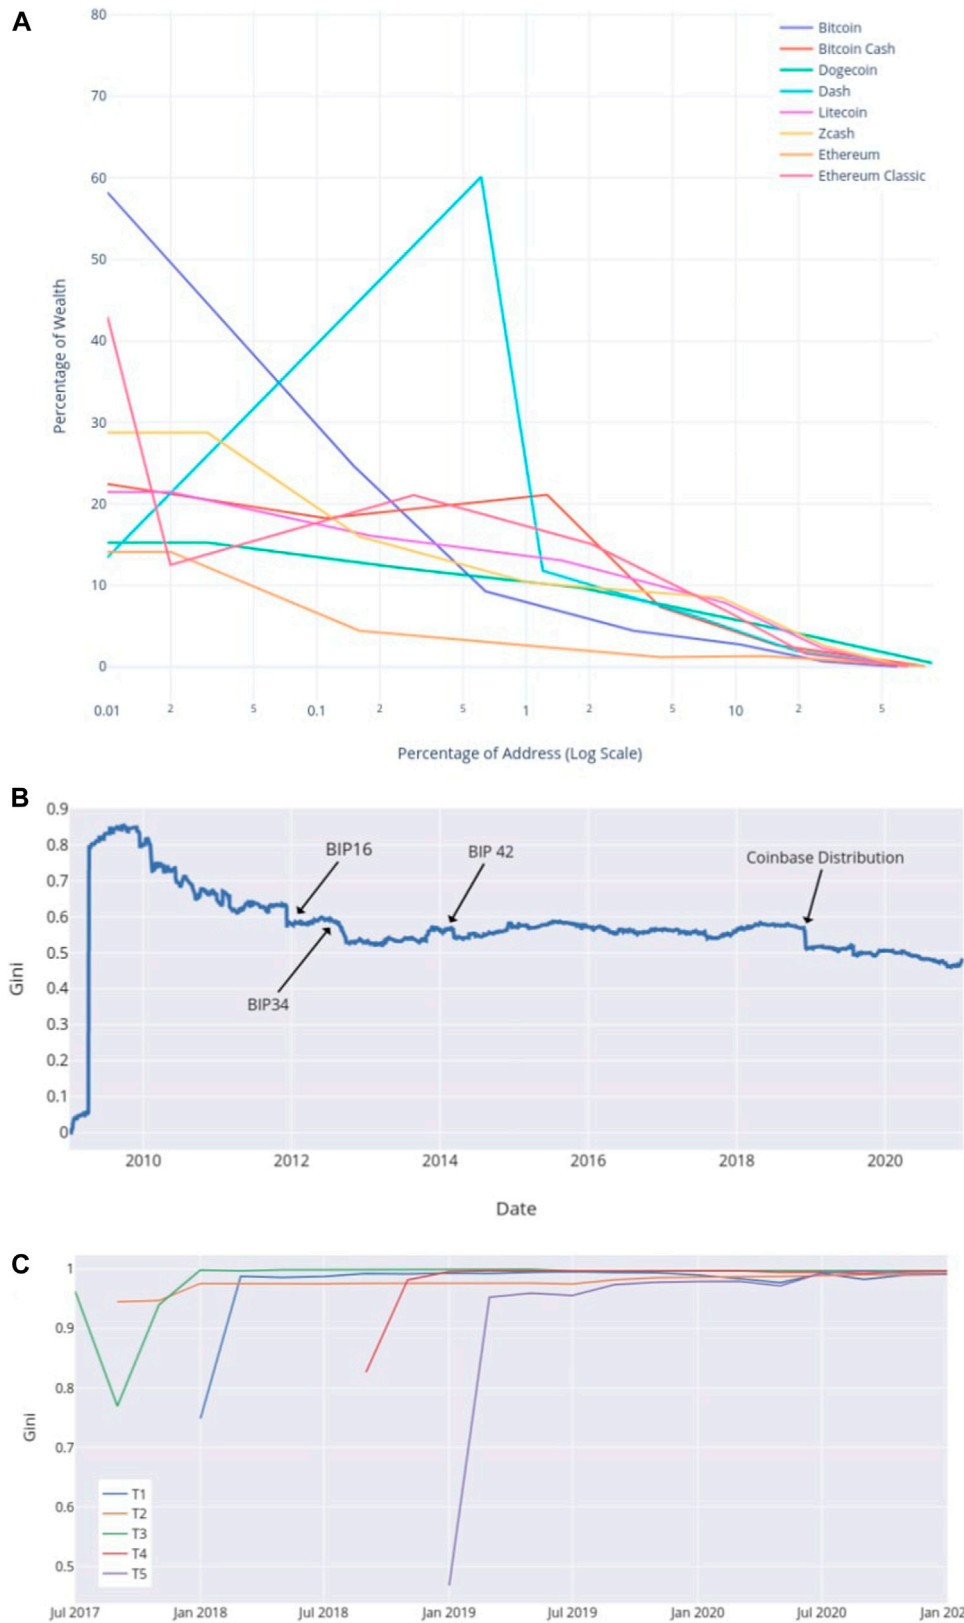 A
80
70
60
50
40
30
20
10
0
Percentage of Wealth
Bitcoin
Bitcoin Cash
Dogecoin
Dash
Litecoin
Zcash
Ethereum
Ethereum Classic
0.01 2 5 0.1 2 5 1 2 5 10 2 5
Percentage of Address (Log Scale)
B
0.9
0.8
0.7
0.6
0.5
0.4
0.3
0.2
0.1
0
Gini
BIP16
BIP 42
Coinbase Distribution
BIP34
2010 2012 2014 2016 2018 2020
Date
C
1
0.9
0.8
0.7
0.6
0.5
Gini
T1
T2
T3
T4
T5
Jul 2017 Jan 2018 Jul 2018 Jan 2019 Jul 2019 Jan 2020 Jul 2020 Jan 202